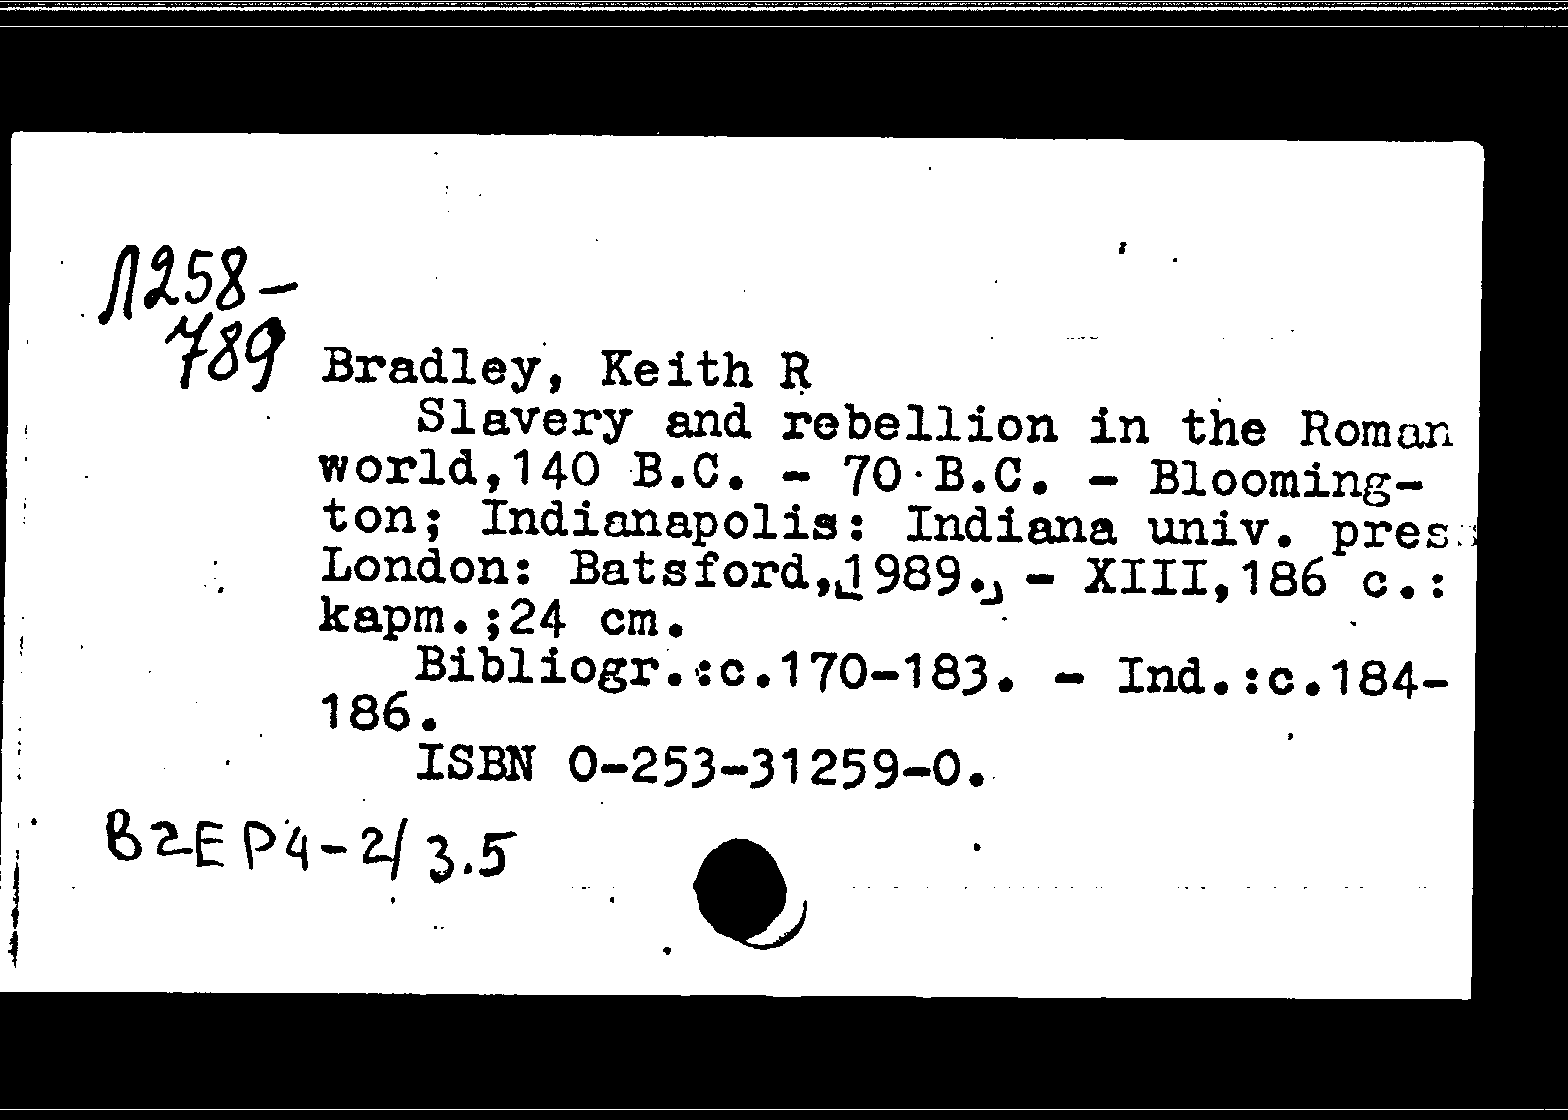 Л258-
789
Bradley, Keith R
Slavery and rebellion in the Roman
world,140 B.C. - 70 B.C. - Blooming-
ton; Indianapolis: Indiana univ. press
London: Batsford,[1989.] - XIII,186 с.:
карт.;24 cm.
Bibliogr.:с.170-183. - Ind.:с.184-
186.
ISBN 0-253-31259-0.
B2EP4-2/3.5